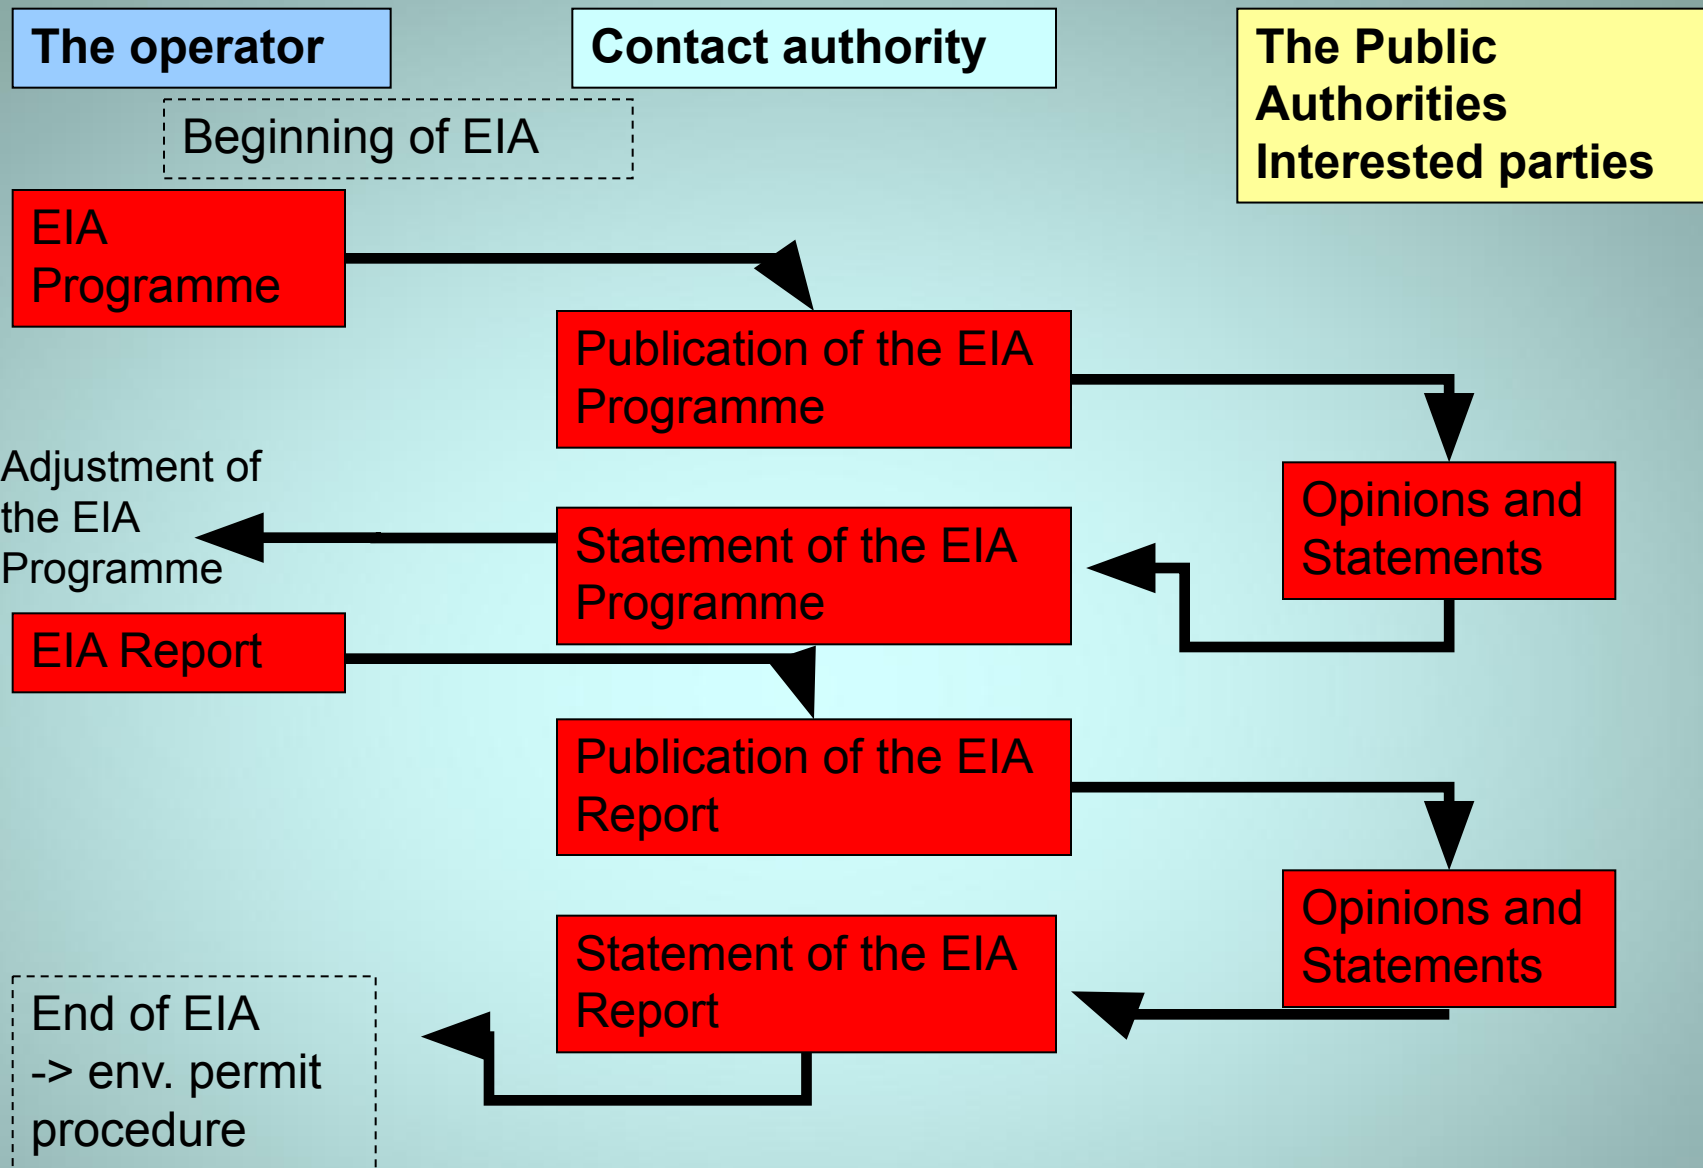 The operator
Contact authority
The Public
Authorities
Interested parties
Beginning of EIA
EIA
Programme
Publication of the EIA
Programme
Adjustment of
the EIA
Programme
Statement of the EIA
Programme
Opinions and
Statements
EIA Report
Publication of the EIA
Report
Opinions and
Statements
Statement of the EIA
Report
End of EIA
-> env. permit
procedure